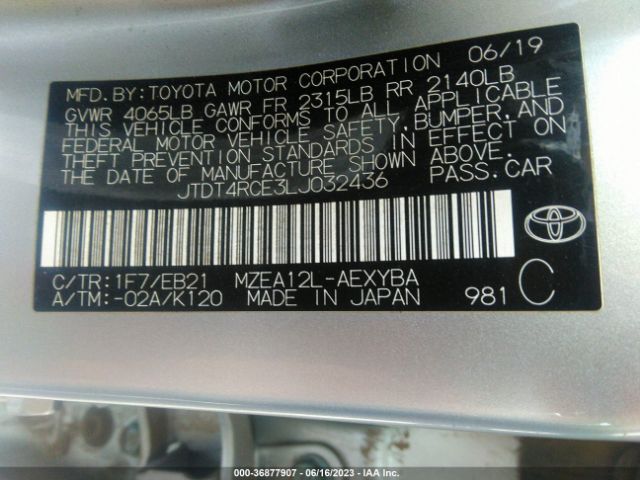 MFD. BY: TOYOTA MOTOR CORPORATION 06/19
GVWR 4065LB GAWR FR 2315LB RR 2140LB
THIS VEHICLE CONFORMS TO ALL APPLICABLE
FEDERAL MOTOR VEHICLE SAFETY, BUMPER, AND
THEFT PREVENTION STANDARDS IN EFFECT ON
THE DATE OF MANUFACTURE SHOWN ABOVE.
JTDT4RCE3LJ032436 PASS. CAR
C/TR: 1F7/EB21 MZEA12L-AEXYBA
A/TM: -02A/K120 MADE IN JAPAN 981 C
000-36877907 - 06/16/2023 - IAA Inc.